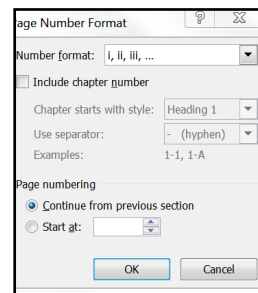 age Number Format
Number format: i, ii, iii, ...
Include chapter number
Chapter starts with style: Heading 1
Use separator: - (hyphen)
Examples: 1-1, 1-A
Page numbering
Continue from previous section
Start at:
OK Cancel